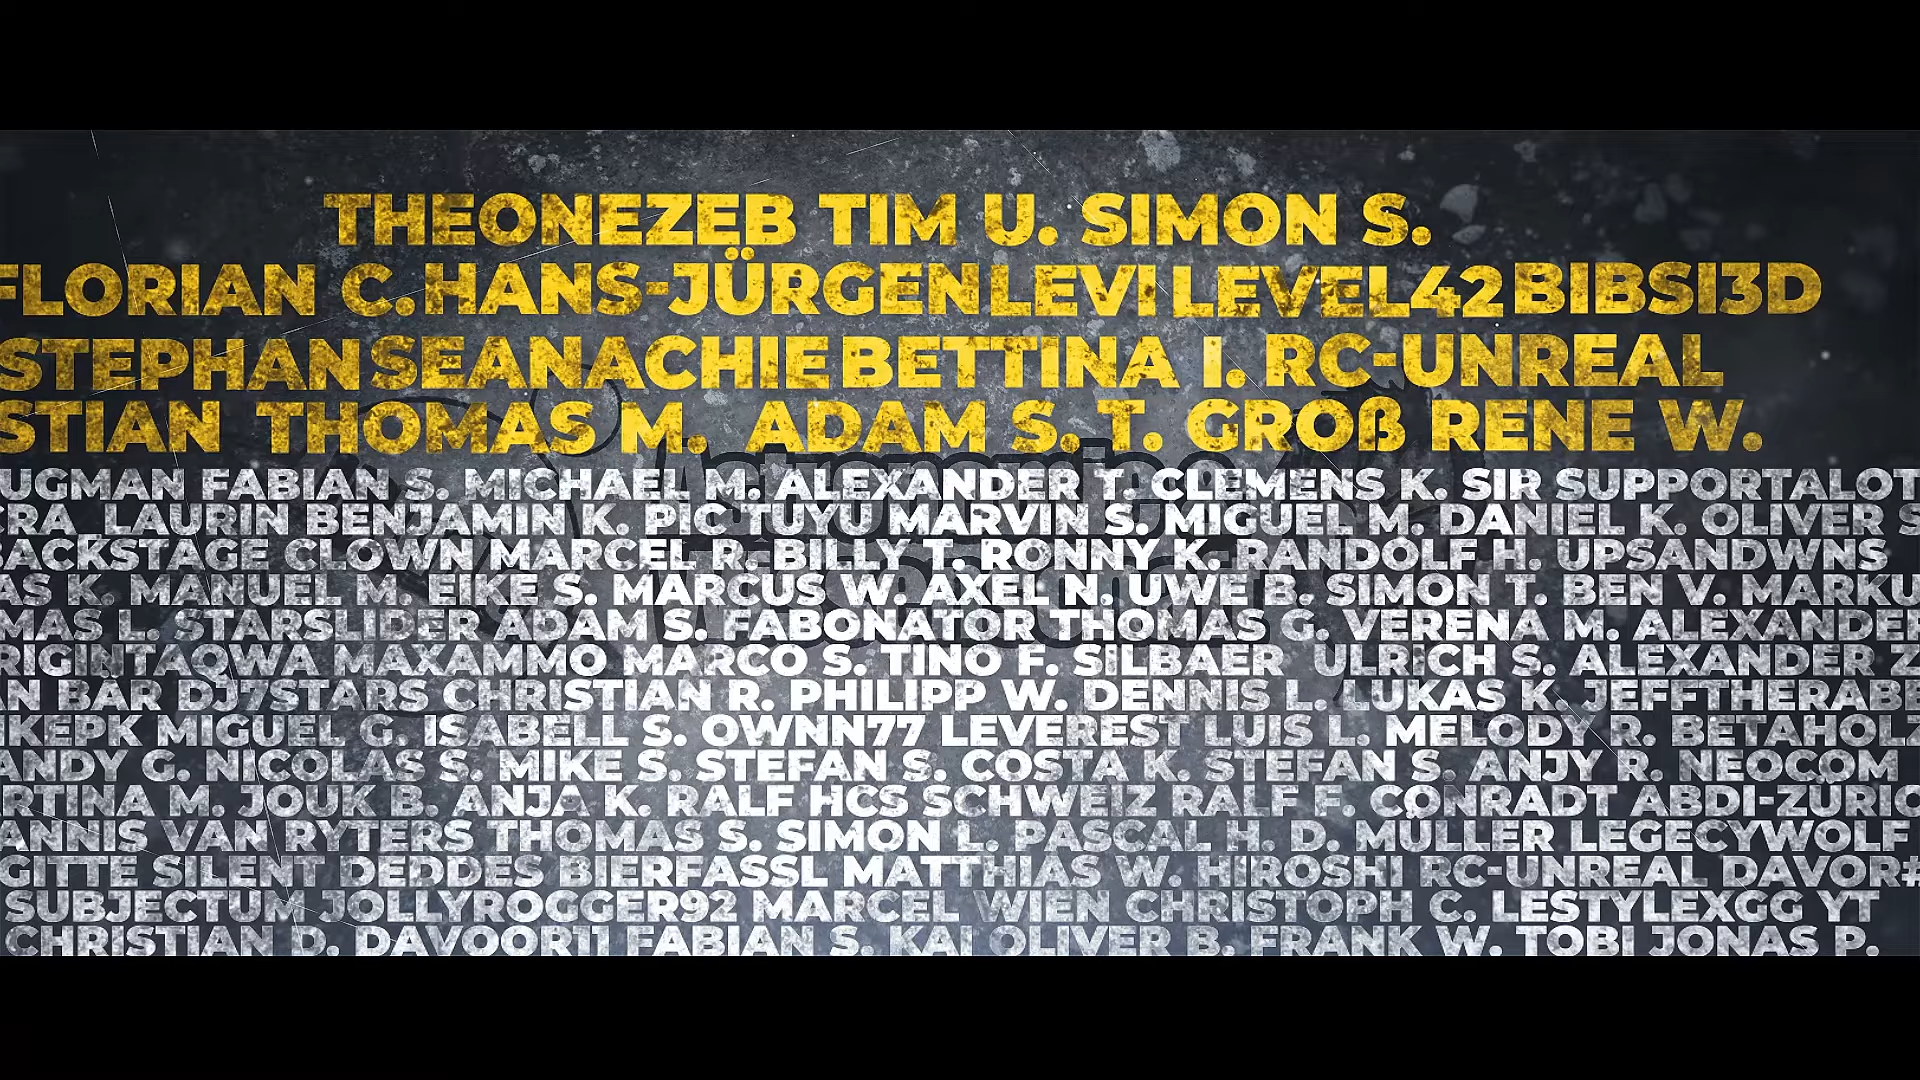 THEONEZEB TIM U. SIMON S.
FLORIAN C. HANS-JÜRGEN LEVI LEVEL42 BIBSI3D
STEPHAN SEANACHIE BETTINA I. RC-UNREAL
STIAN THOMAS M. ADAM S. T. GROß RENE W.
UGMAN FABIAN S. MICHAEL M. ALEXANDER T. CLEMENS K. SIR SUPPORTALOT
CRA LAURIN BENJAMIN K. PIC TUYU MARVIN S. MIGUEL M. DANIEL K. OLIVER S
BACKSTAGE CLOWN MARCEL R. BILLY T. RONNY K. RANDOLF H. UPSANDWNS
AS K. MANUEL M. EIKE S. MARCUS W. AXEL N. UWE B. SIMON T. BEN V. MARKU
MAS L. STARSLIDER ADAM S. FABONATOR THOMAS G. VERENA M. ALEXANDER
RIGINTAQWA MAXAMMO MARCO S. TINO F. SILBAER ULRICH S. ALEXANDER Z
N BÄR DJ7STARS CHRISTIAN R. PHILIPP W. DENNIS L. LUKAS K. JEFFTHERABB
IKEPK MIGUEL G. ISABELL S. OWNN77 LEVEREST LUIS L. MELODY R. BETAHOLZ
ANDY G. NICOLAS S. MIKE S. STEFAN S. COSTA K. STEFAN S. ANJY R. NEOCOM
RTINA M. JOUK B. ANJA K. RALF HCS SCHWEIZ RALF F. CONRADT ABDI-ZÜRIC
ANNIS VAN RYTERS THOMAS S. SIMON L. PASCAL H. D. MÜLLER LEGECYWOLF
GITTE SILENT DEDDES BIERFASSL MATTHIAS W. HIROSHI RC-UNREAL DAVOR#
SUBJECTUM JOLLYROGGER92 MARCEL WIEN CHRISTOPH C. LESTYLEXGG YT
CHRISTIAN D. DAVOOR11 FABIAN S. KAI OLIVER B. FRANK W. TOBI JONAS P.